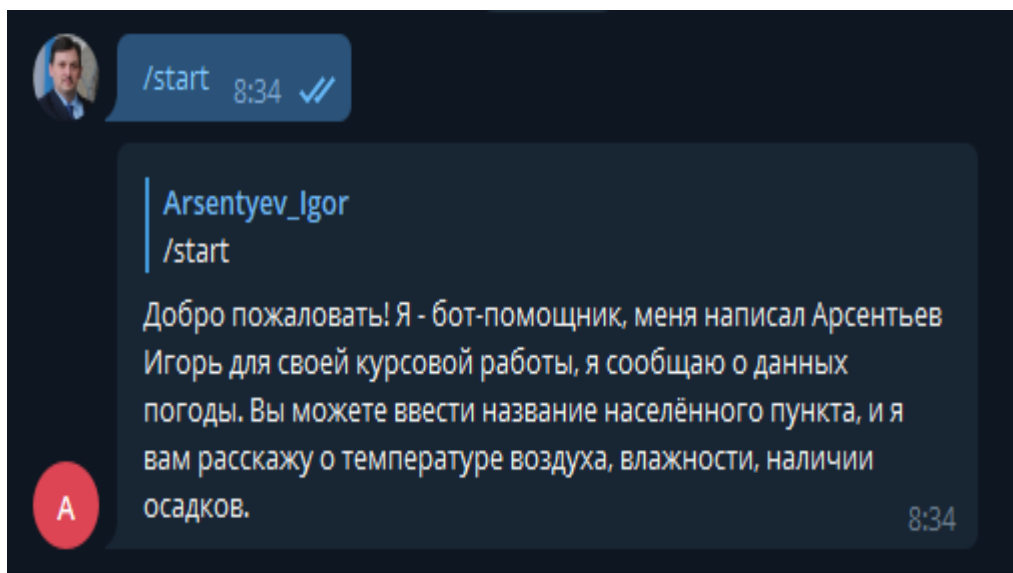 /start 8:34
Arsentyev_Igor
/start
Добро пожаловать! Я - бот-помощник, меня написал Арсентьев
Игорь для своей курсовой работы, я сообщаю о данных
погоды. Вы можете ввести название населённого пункта, и я
вам расскажу о температуре воздуха, влажности, наличии
осадков.
A
8:34